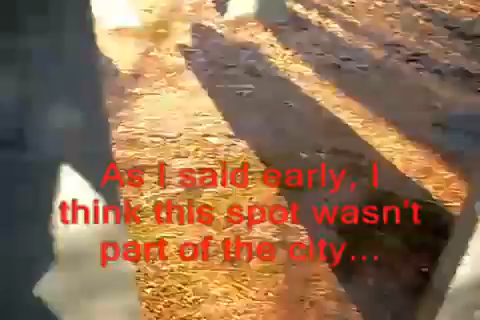 As I said early, I
think this spot wasn't
part of the city...